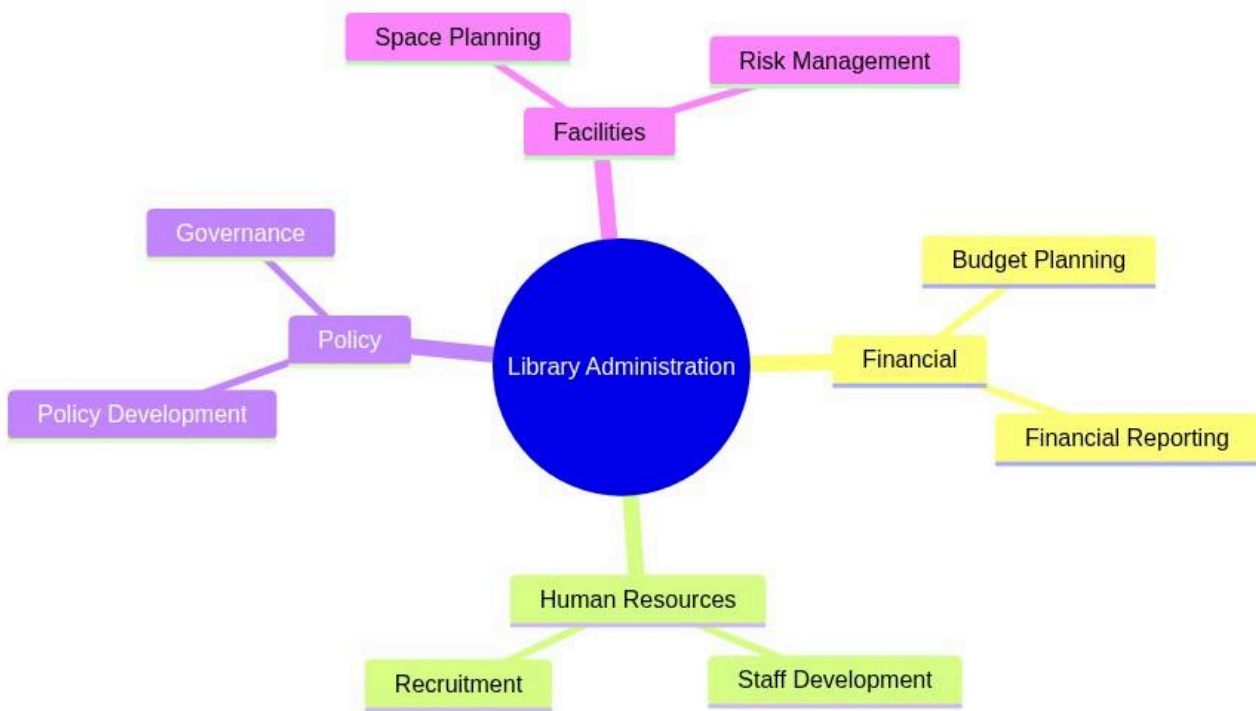 Space Planning
Risk Management
Facilities
Governance
Budget Planning
Policy
Library Administration
Financial
Policy Development
Financial Reporting
Human Resources
Recruitment
Staff Development